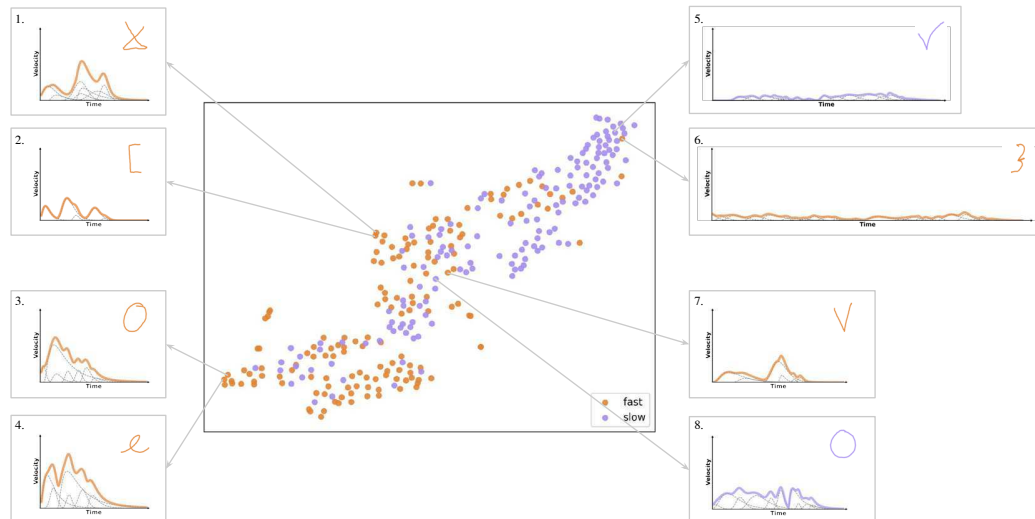 1.
Velocity
Time
2.
[
Velocity
Time
3.
O
Velocity
Time
4.
e
Velocity
Time
fast
slow
5.
√
Velocity
Time
6.
}
Velocity
Time
7.
V
Velocity
Time
8.
O
Velocity
Time